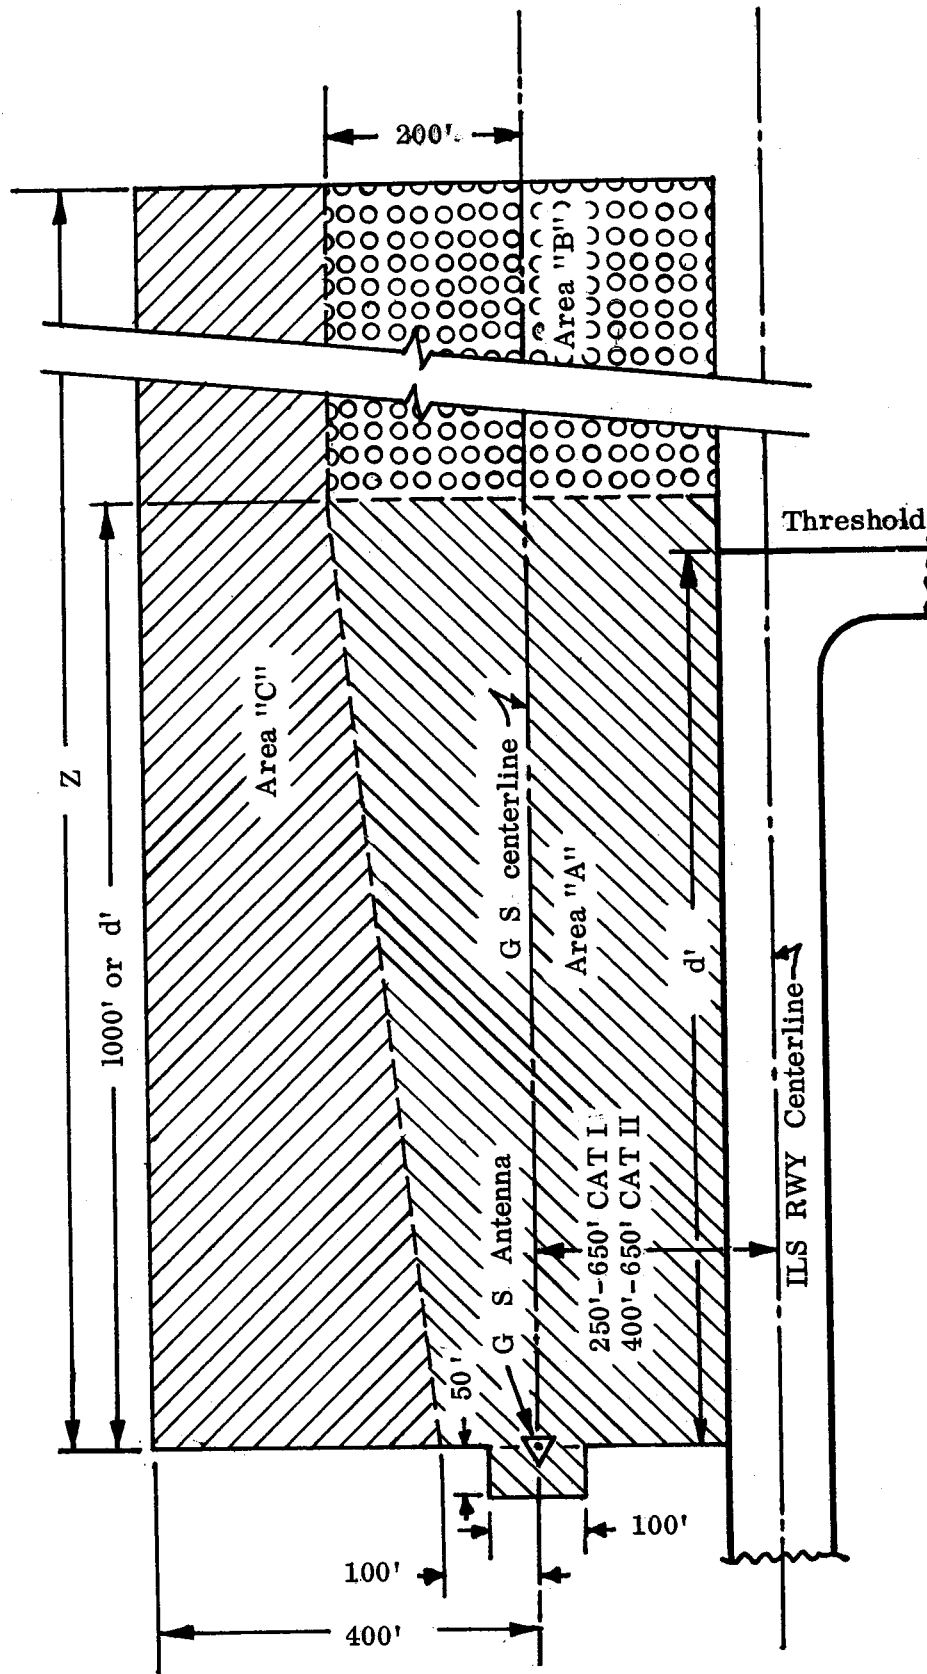 200'
Area "B"
Threshold
Area "C"
Z
G S centerline
Area "A"
1000' or d'
d'
ILS RWY Centerline
G S Antenna
250'-650' CAT I
400'-650' CAT II
50'
100'
100'
400'